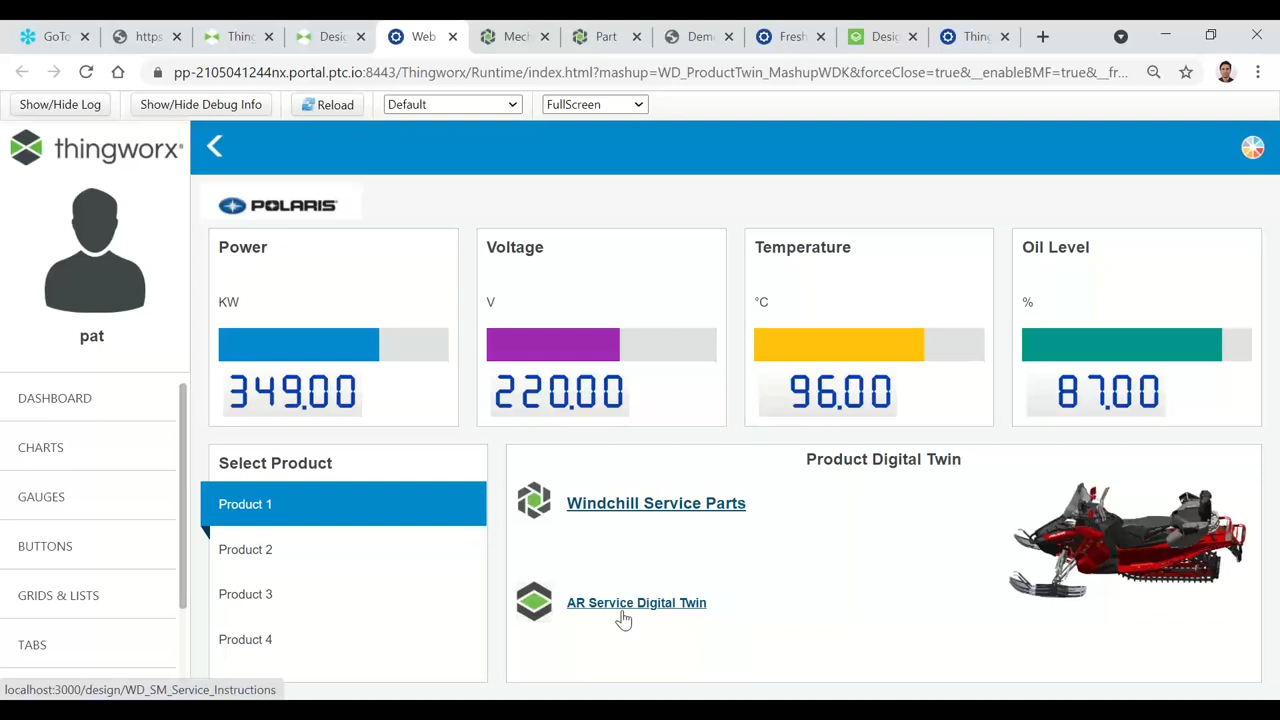 GoTo
https
Thing
Desig
Web
Mech
Part
Demo
Fresh
Desig
Thing
pp-2105041244nx.portal.ptc.io:8443/Thingworx/Runtime/index.html?mashup=WD_ProductTwin_MashupWDK&forceClose=true&__enableBMF=true&__fr...
Show/Hide Log
Show/Hide Debug Info
Reload
Default
FullScreen
thingworx
pat
DASHBOARD
CHARTS
GAUGES
BUTTONS
GRIDS & LISTS
TABS
POLARIS
Power
KW
349.00
Voltage
V
220.00
Temperature
°C
96.00
Oil Level
%
87.00
Select Product
Product 1
Product 2
Product 3
Product 4
Product Digital Twin
Windchill Service Parts
AR Service Digital Twin
localhost:3000/design/WD_SM_Service_Instructions